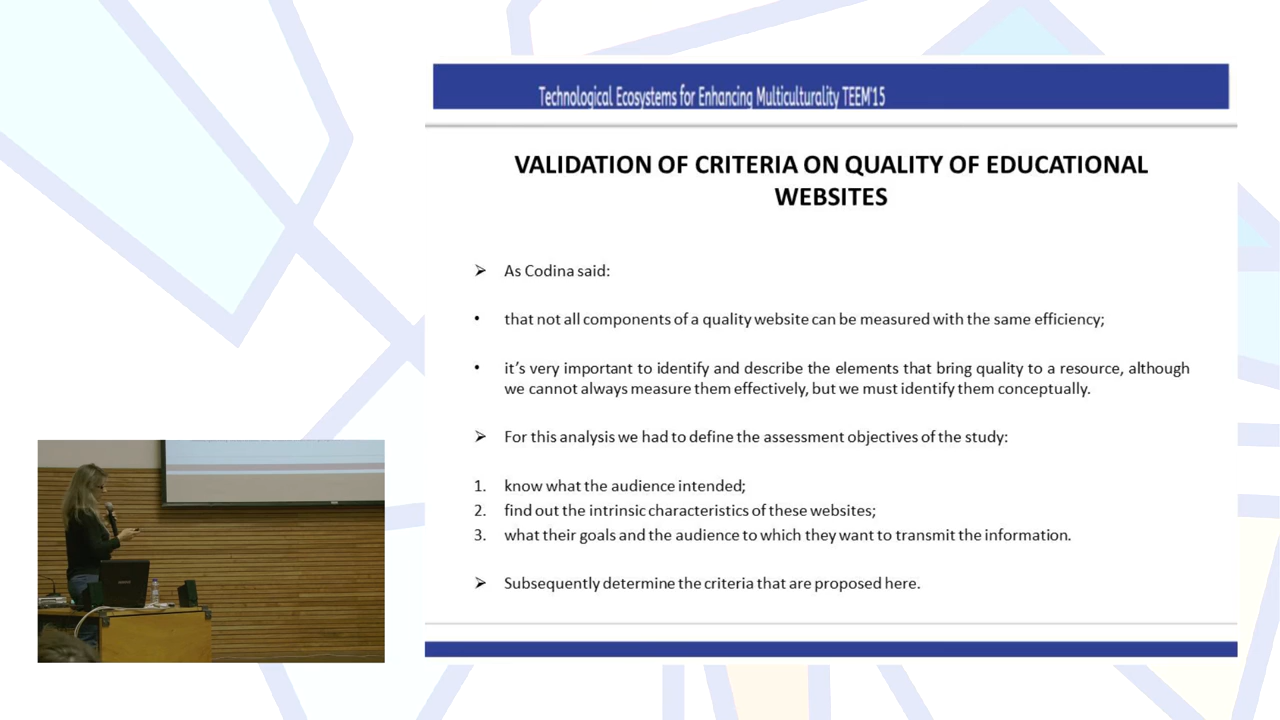 Technological Ecosystems for Enhancing Multiculturality TEEM'15
VALIDATION OF CRITERIA ON QUALITY OF EDUCATIONAL
WEBSITES
➢ As Codina said:
• that not all components of a quality website can be measured with the same efficiency;
• it's very important to identify and describe the elements that bring quality to a resource, although
we cannot always measure them effectively, but we must identify them conceptually.
➢ For this analysis we had to define the assessment objectives of the study:
1. know what the audience intended;
2. find out the intrinsic characteristics of these websites;
3. what their goals and the audience to which they want to transmit the information.
➢ Subsequently determine the criteria that are proposed here.